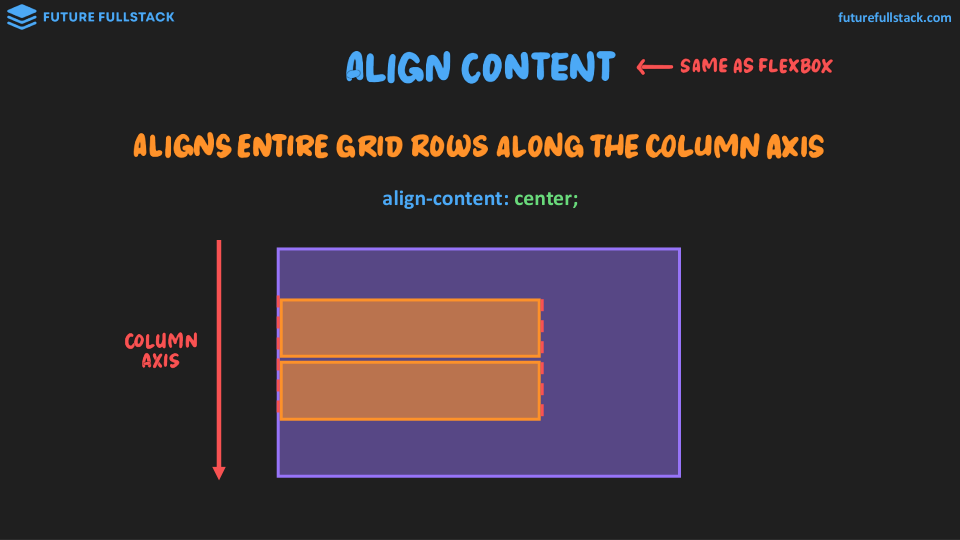 FUTURE FULLSTACK
futurefullstack.com
ALIGN CONTENT
SAME AS FLEXBOX
ALIGNS ENTIRE GRID ROWS ALONG THE COLUMN AXIS
align-content: center;
COLUMN
AXIS